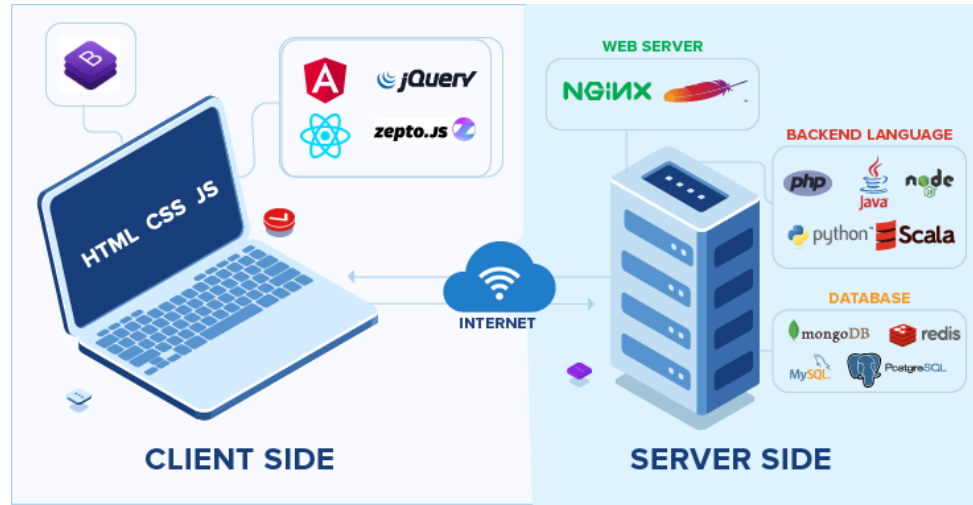 B
A
jQuery
zepto.js
HTML CSS JS
INTERNET
CLIENT SIDE
WEB SERVER
NGiNX
BACKEND LANGUAGE
php
Java
node
JS
python
Scala
DATABASE
mongoDB
redis
MySQL
PostgreSQL
SERVER SIDE